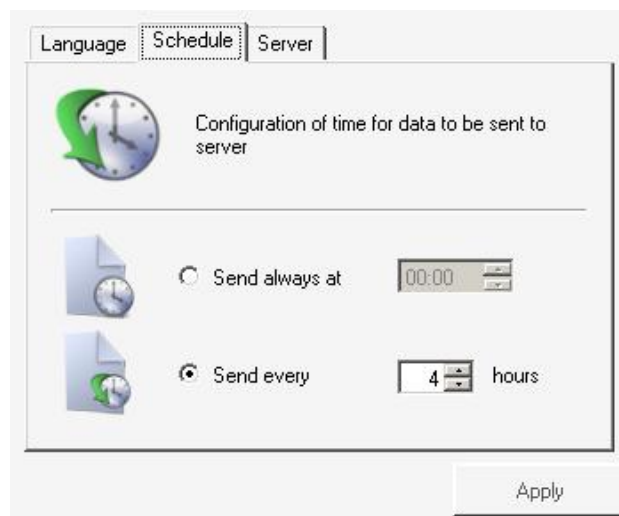 Language Schedule Server
Configuration of time for data to be sent to
server
Send always at 00:00
Send every 4 hours
Apply